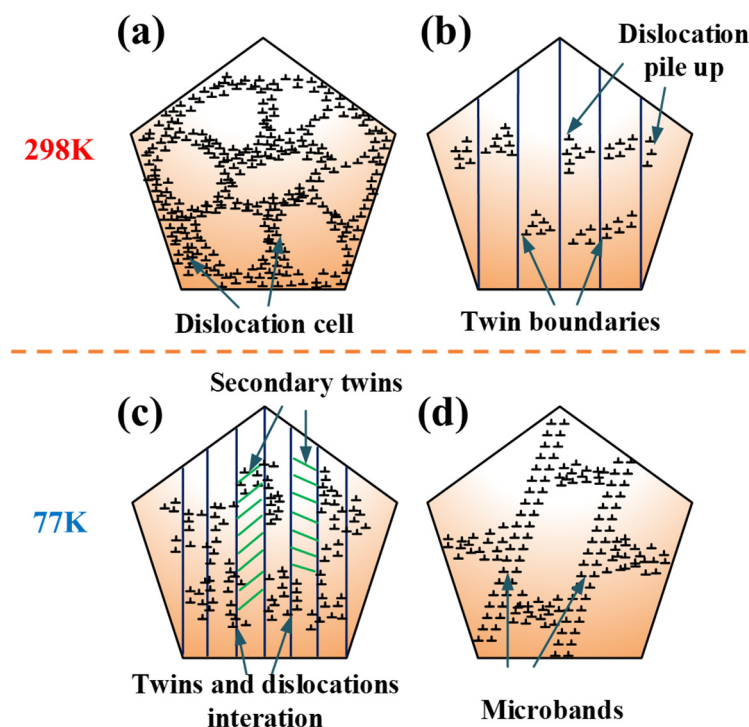 (a)
(b)
Dislocation
pile up
298K
Dislocation cell
Twin boundaries
Secondary twins
(c)
(d)
77K
Twins and dislocations
interation
Microbands